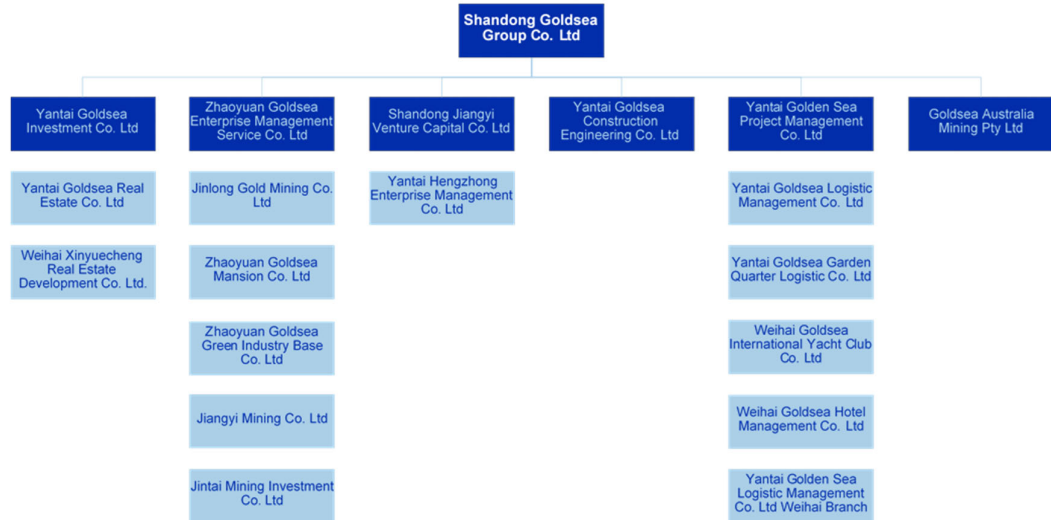 Shandong Goldsea
Group Co. Ltd
Yantai Goldsea
Investment Co. Ltd
Zhaoyuan Goldsea
Enterprise Management
Service Co. Ltd
Shandong Jiangyi
Venture Capital Co. Ltd
Yantai Goldsea
Construction
Engineering Co. Ltd
Yantai Golden Sea
Project Management
Co. Ltd
Goldsea Australia
Mining Pty Ltd
Yantai Goldsea Real
Estate Co. Ltd
Jinlong Gold Mining Co.
Ltd
Yantai Hengzhong
Enterprise Management
Co. Ltd
Yantai Goldsea Logistic
Management Co. Ltd
Weihai Xinyuecheng
Real Estate
Development Co. Ltd.
Zhaoyuan Goldsea
Mansion Co. Ltd
Yantai Goldsea Garden
Quarter Logistic Co. Ltd
Zhaoyuan Goldsea
Green Industry Base
Co. Ltd
Weihai Goldsea
International Yacht Club
Co. Ltd
Jiangyi Mining Co. Ltd
Weihai Goldsea Hotel
Management Co. Ltd
Jintai Mining Investment
Co. Ltd
Yantai Golden Sea
Logistic Management
Co. Ltd Weihai Branch